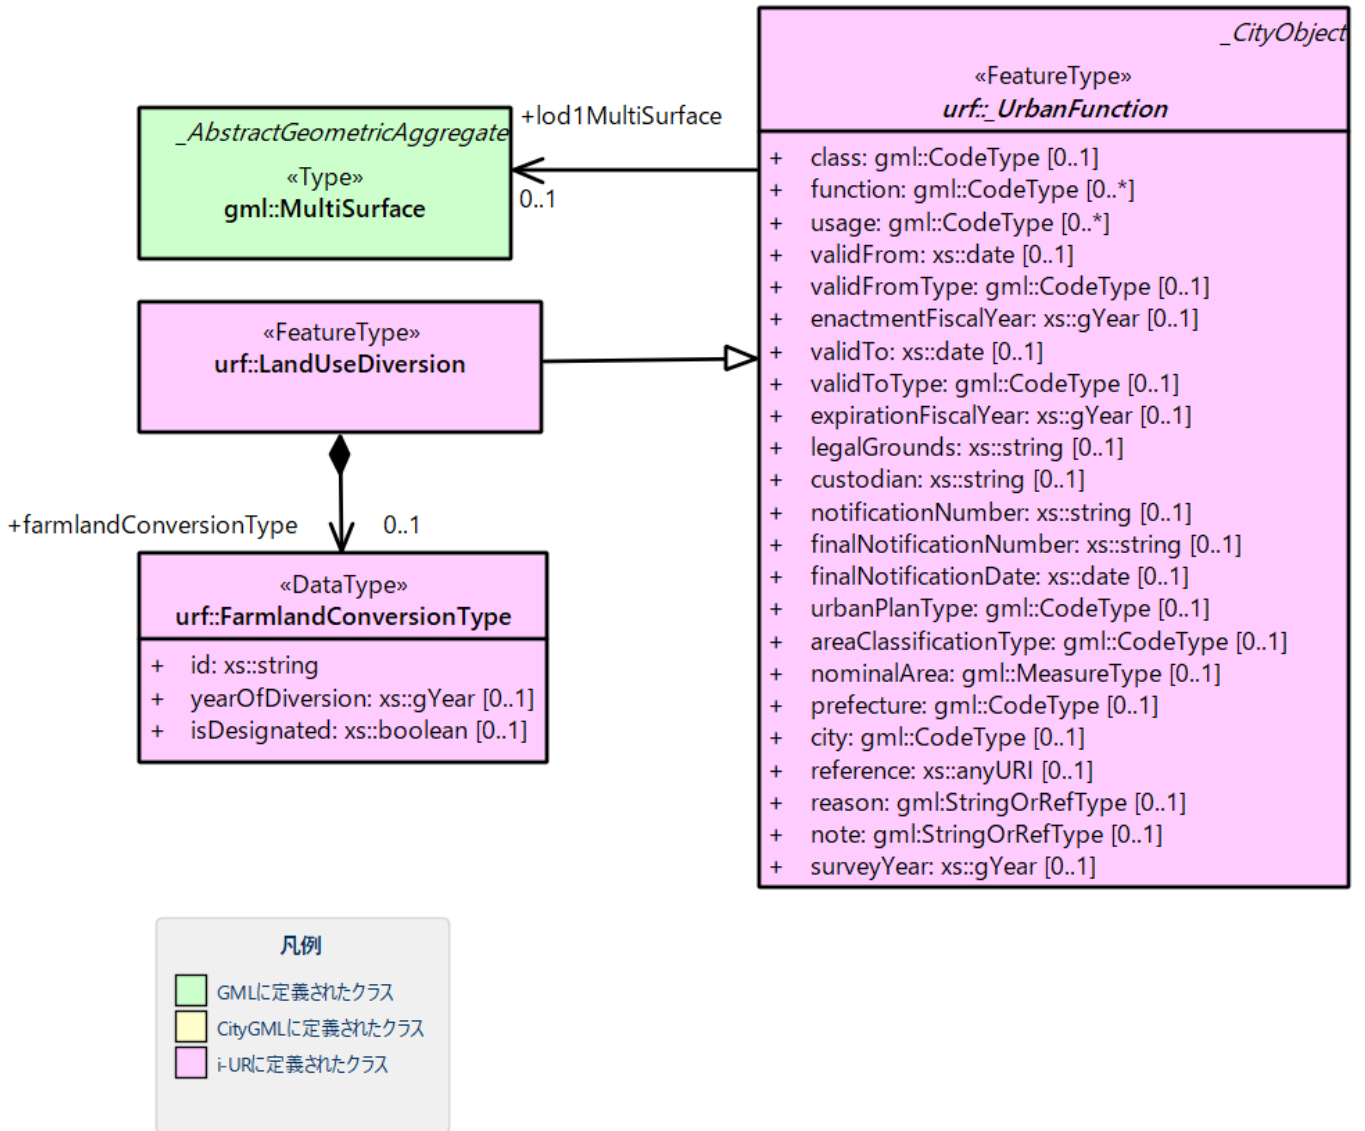 _AbstractGeometricAggregate
«Type»
gml::MultiSurface
+lod1MultiSurface
0..1
_CityObject
«FeatureType»
urf::_UrbanFunction
+ class: gml::CodeType [0..1]
+ function: gml::CodeType [0..*]
+ usage: gml::CodeType [0..*]
+ validFrom: xs::date [0..1]
+ validFromType: gml::CodeType [0..1]
+ enactmentFiscalYear: xs::gYear [0..1]
+ validTo: xs::date [0..1]
+ validToType: gml::CodeType [0..1]
+ expirationFiscalYear: xs::gYear [0..1]
+ legalGrounds: xs::string [0..1]
+ custodian: xs::string [0..1]
+ notificationNumber: xs::string [0..1]
+ finalNotificationNumber: xs::string [0..1]
+ finalNotificationDate: xs::date [0..1]
+ urbanPlanType: gml::CodeType [0..1]
+ areaClassificationType: gml::CodeType [0..1]
+ nominalArea: gml::MeasureType [0..1]
+ prefecture: gml::CodeType [0..1]
+ city: gml::CodeType [0..1]
+ reference: xs::anyURI [0..1]
+ reason: gml:StringOrRefType [0..1]
+ note: gml:StringOrRefType [0..1]
+ surveyYear: xs::gYear [0..1]
«FeatureType»
urf::LandUseDiversion
+farmlandConversionType
0..1
«DataType»
urf::FarmlandConversionType
+ id: xs::string
+ yearOfDiversion: xs::gYear [0..1]
+ isDesignated: xs::boolean [0..1]
凡例
GMLに定義されたクラス
CityGMLに定義されたクラス
i-URに定義されたクラス